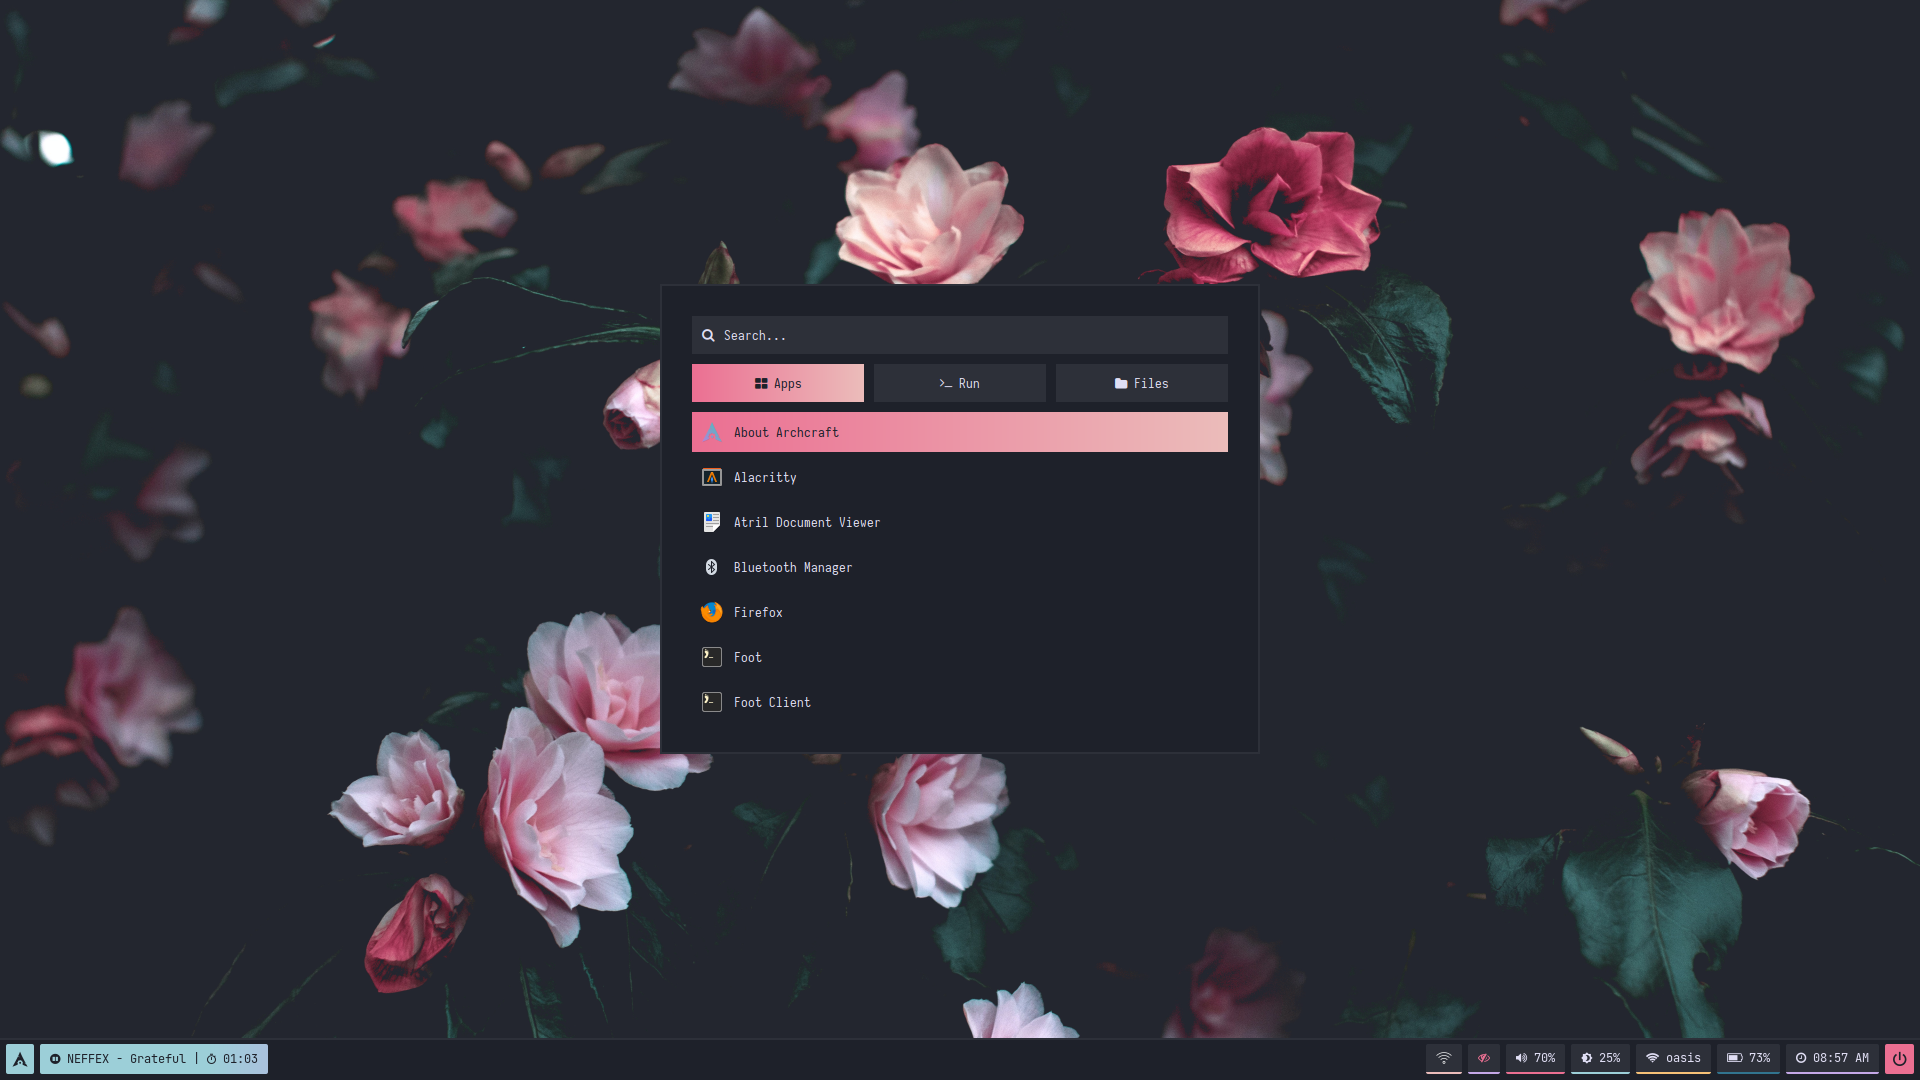 Search...
Apps
Run
Files
About Archcraft
Alacritty
Atril Document Viewer
Bluetooth Manager
Firefox
Foot
Foot Client
NEFFEX - Grateful | 01:03
70%
25%
oasis
73%
08:57 AM